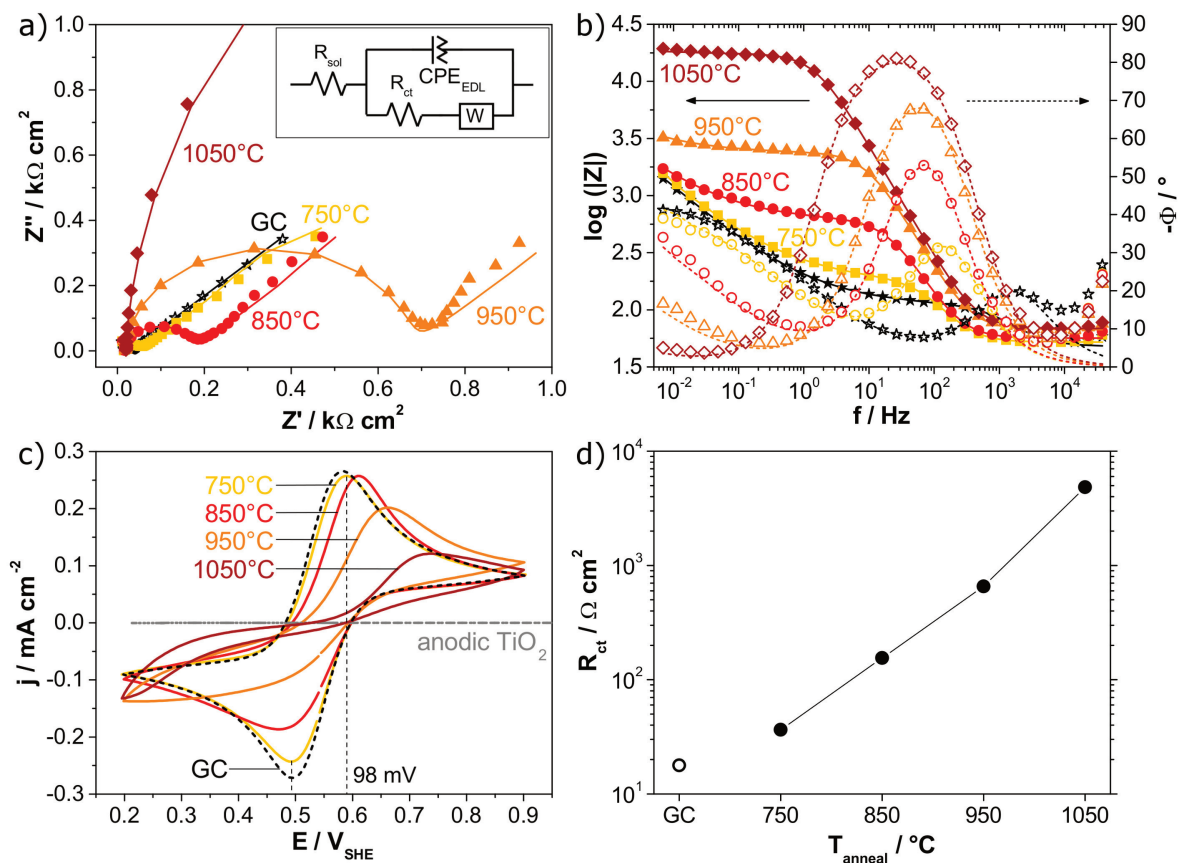 a)
1.0
0.8
0.6
0.4
0.2
0.0
Z'' / kΩ cm²
0.0 0.2 0.4 0.6 0.8 1.0
Z' / kΩ cm²
1050°C
GC
750°C
850°C
950°C
R_sol
CPE_EDL
R_ct
W
b)
4.5
4.0
3.5
3.0
2.5
2.0
1.5
log (|Z|)
90
80
70
60
50
40
30
20
10
0
-Φ / °
1050°C
950°C
850°C
750°C
10⁻² 10⁻¹ 10⁰ 10¹ 10² 10³ 10⁴
f / Hz
c)
0.3
0.2
0.1
0.0
-0.1
-0.2
-0.3
j / mA cm⁻²
750°C
850°C
950°C
1050°C
anodic TiO₂
GC
98 mV
0.2 0.3 0.4 0.5 0.6 0.7 0.8 0.9
E / V_SHE
d)
10⁴
10³
10²
10¹
R_ct / Ω cm²
GC 750 850 950 1050
T_anneal / °C